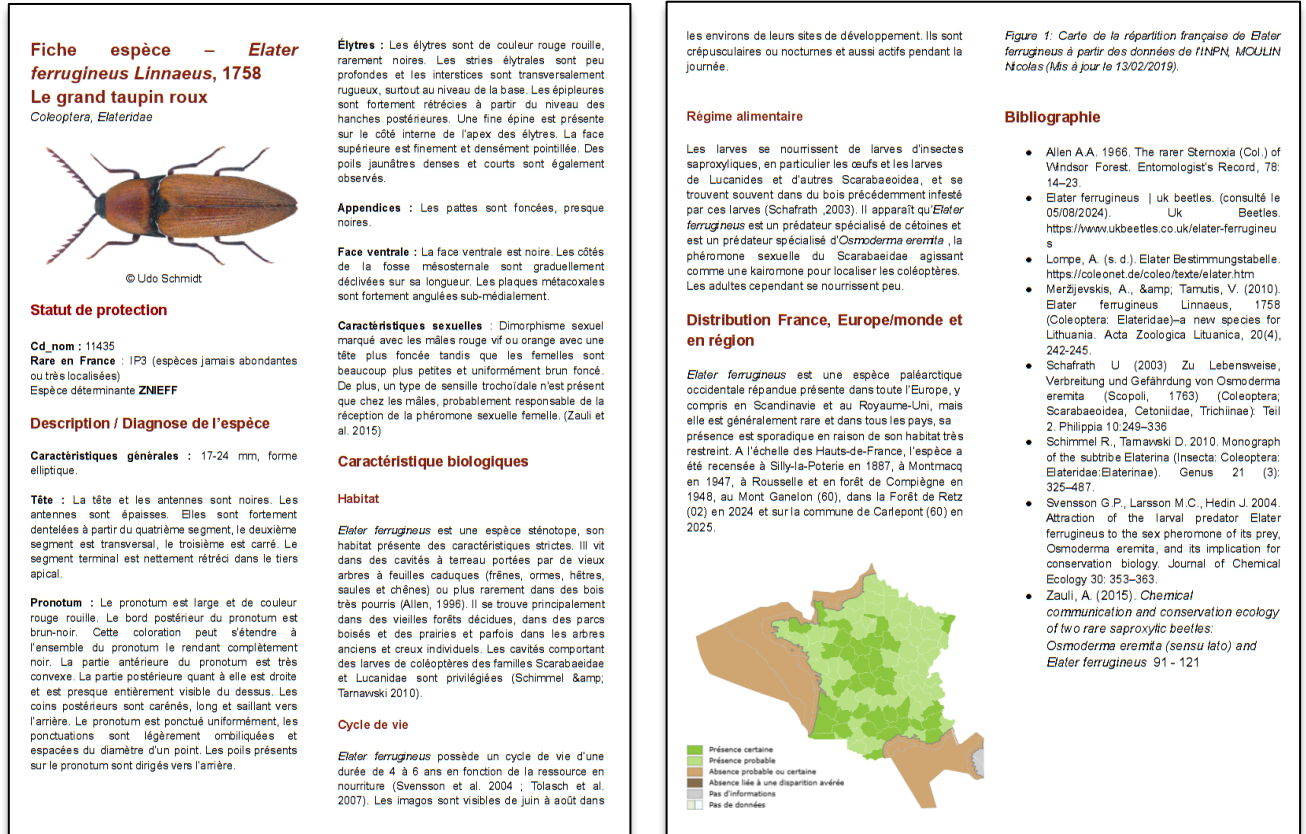 Fiche espèce – Elater
ferrugineus Linnaeus, 1758
Le grand taupin roux
Coleoptera, Elateridae
© Udo Schmidt
Statut de protection
Cd_nom : 11435
Rare en France : IP3 (espèces jamais abondantes
ou très localisées)
Espèce déterminante ZNIEFF
Description / Diagnose de l'espèce
Caractéristiques générales : 17-24 mm, forme
elliptique.
Tête : La tête et les antennes sont noires. Les
antennes sont épaisses. Elles sont fortement
dentelées à partir du quatrième segment, le deuxième
segment est transversal, le troisième est carré. Le
segment terminal est nettement rétréci dans le tiers
apical.
Pronotum : Le pronotum est large et de couleur
rouge rouille. Le bord postérieur du pronotum est
brun-noir. Cette coloration peut s'étendre à
l'ensemble du pronotum le rendant complètement
noir. La partie antérieure du pronotum est très
convexe. La partie postérieure quant à elle est droite
et est presque entièrement visible du dessus. Les
coins postérieurs sont carénés, long et saillant vers
l'arrière. Le pronotum est ponctué uniformément, les
ponctuations sont légèrement ombiliquées et
espacées du diamètre d'un point. Les poils présents
sur le pronotum sont dirigés vers l'arrière.
Élytres : Les élytres sont de couleur rouge rouille,
rarement noires. Les stries élytrales sont peu
profondes et les interstices sont transversalement
rugueux, surtout au niveau de la base. Les épipleures
sont fortement rétrécies à partir du niveau des
hanches postérieures. Une fine épine est présente
sur le côté interne de l'apex des élytres. La face
supérieure est finement et densément pointillée. Des
poils jaunâtres denses et courts sont également
observés.
Appendices : Les pattes sont foncées, presque
noires.
Face ventrale : La face ventrale est noire. Les côtés
de la fosse mésosternale sont graduellement
déclivées sur sa longueur. Les plaques métacoxales
sont fortement angulées sub-médialement.
Caractéristiques sexuelles : Dimorphisme sexuel
marqué avec les mâles rouge vif ou orange avec une
tête plus foncée tandis que les femelles sont
beaucoup plus petites et uniformément brun foncé.
De plus, un type de sensille trochoïdale n'est présent
que chez les mâles, probablement responsable de la
réception de la phéromone sexuelle femelle. (Zauli et
al. 2015)
Caractéristique biologiques
Habitat
Elater ferrugineus est une espèce sténotope, son
habitat présente des caractéristiques strictes. Ill vit
dans des cavités à terreau portées par de vieux
arbres à feuilles caduques (frênes, ormes, hêtres,
saules et chênes) ou plus rarement dans des bois
très pourris (Allen, 1996). Il se trouve principalement
dans des vieilles forêts décidues, dans des parcs
boisés et des prairies et parfois dans les arbres
anciens et creux individuels. Les cavités comportant
des larves de coléoptères des familles Scarabaeidae
et Lucanidae sont privilégiées (Schimmel &amp;
Tarnawski 2010).
Cycle de vie
Elater ferrugineus possède un cycle de vie d'une
durée de 4 à 6 ans en fonction de la ressource en
nourriture (Svensson et al. 2004 ; Tolasch et al.
2007). Les imagos sont visibles de juin à août dans
les environs de leurs sites de développement. Ils sont
crépusculaires ou nocturnes et aussi actifs pendant la
journée.
Régime alimentaire
Les larves se nourrissent de larves d'insectes
saproxyliques, en particulier les œufs et les larves
de Lucanides et d'autres Scarabaeoidea, et se
trouvent souvent dans du bois précédemment infesté
par ces larves (Schafrath ,2003). Il apparaît qu'Elater
ferrugineus est un prédateur spécialisé de cétoines et
est un prédateur spécialisé d'Osmoderma eremita , la
phéromone sexuelle du Scarabaeidae agissant
comme une kairomone pour localiser les coléoptères.
Les adultes cependant se nourrissent peu.
Distribution France, Europe/monde et
en région
Elater ferrugineus est une espèce paléarctique
occidentale répandue présente dans toute l'Europe, y
compris en Scandinavie et au Royaume-Uni, mais
elle est généralement rare et dans tous les pays, sa
présence est sporadique en raison de son habitat très
restreint. A l'échelle des Hauts-de-France, l'espèce a
été recensée à Silly-la-Poterie en 1887, à Montmacq
en 1947, à Rousselle et en forêt de Compiègne en
1948, au Mont Ganelon (60), dans la Forêt de Retz
(02) en 2024 et sur la commune de Carlepont (60) en
2025.
Présence certaine
Présence probable
Absence probable ou certaine
Absence liée à une disparition avérée
Pas d'informations
Pas de données
Figure 1: Carte de la répartition française de Elater
ferrugineus à partir des données de l'INPN, MOULIN
Nicolas (Mis à jour le 13/02/2019).
Bibliographie
● Allen A.A. 1966. The rarer Sternoxia (Col.) of
Windsor Forest. Entomologist's Record, 78:
14–23.
● Elater ferrugineus | uk beetles. (consulté le
05/08/2024). Uk Beetles.
https://www.ukbeetles.co.uk/elater-ferrugineu
s
● Lompe, A. (s. d.). Elater Bestimmungstabelle.
https://coleonet.de/coleo/texte/elater.htm
● Meržijevskis, A., &amp; Tamutis, V. (2010).
Elater ferrugineus Linnaeus, 1758
(Coleoptera: Elateridae)–a new species for
Lithuania. Acta Zoologica Lituanica, 20(4),
242-245.
● Schafrath U (2003) Zu Lebensweise,
Verbreitung und Gefährdung von Osmoderma
eremita (Scopoli, 1763) (Coleoptera;
Scarabaeoidea, Cetoniidae, Trichiinae): Teil
2. Philippia 10:249–336
● Schimmel R., Tarnawski D. 2010. Monograph
of the subtribe Elaterina (Insecta: Coleoptera:
Elateridae:Elaterinae). Genus 21 (3):
325–487.
● Svensson G.P., Larsson M.C., Hedin J. 2004.
Attraction of the larval predator Elater
ferrugineus to the sex pheromone of its prey,
Osmoderma eremita, and its implication for
conservation biology. Journal of Chemical
Ecology 30: 353–363.
● Zauli, A. (2015). Chemical
communication and conservation ecology
of two rare saproxylic beetles:
Osmoderma eremita (sensu lato) and
Elater ferrugineus 91 - 121